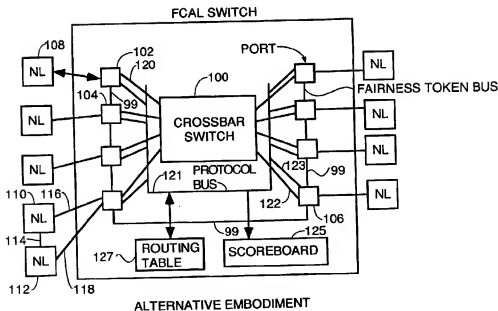 FCAL SWITCH
108
NL
102
120
PORT
NL
100
104
99
FAIRNESS TOKEN BUS
NL
CROSSBAR
SWITCH
NL
NL
NL
PROTOCOL
BUS
123
99
110
116
121
122
NL
NL
114
99
106
125
NL
ROUTING
TABLE
SCOREBOARD
112
118
127
ALTERNATIVE EMBODIMENT